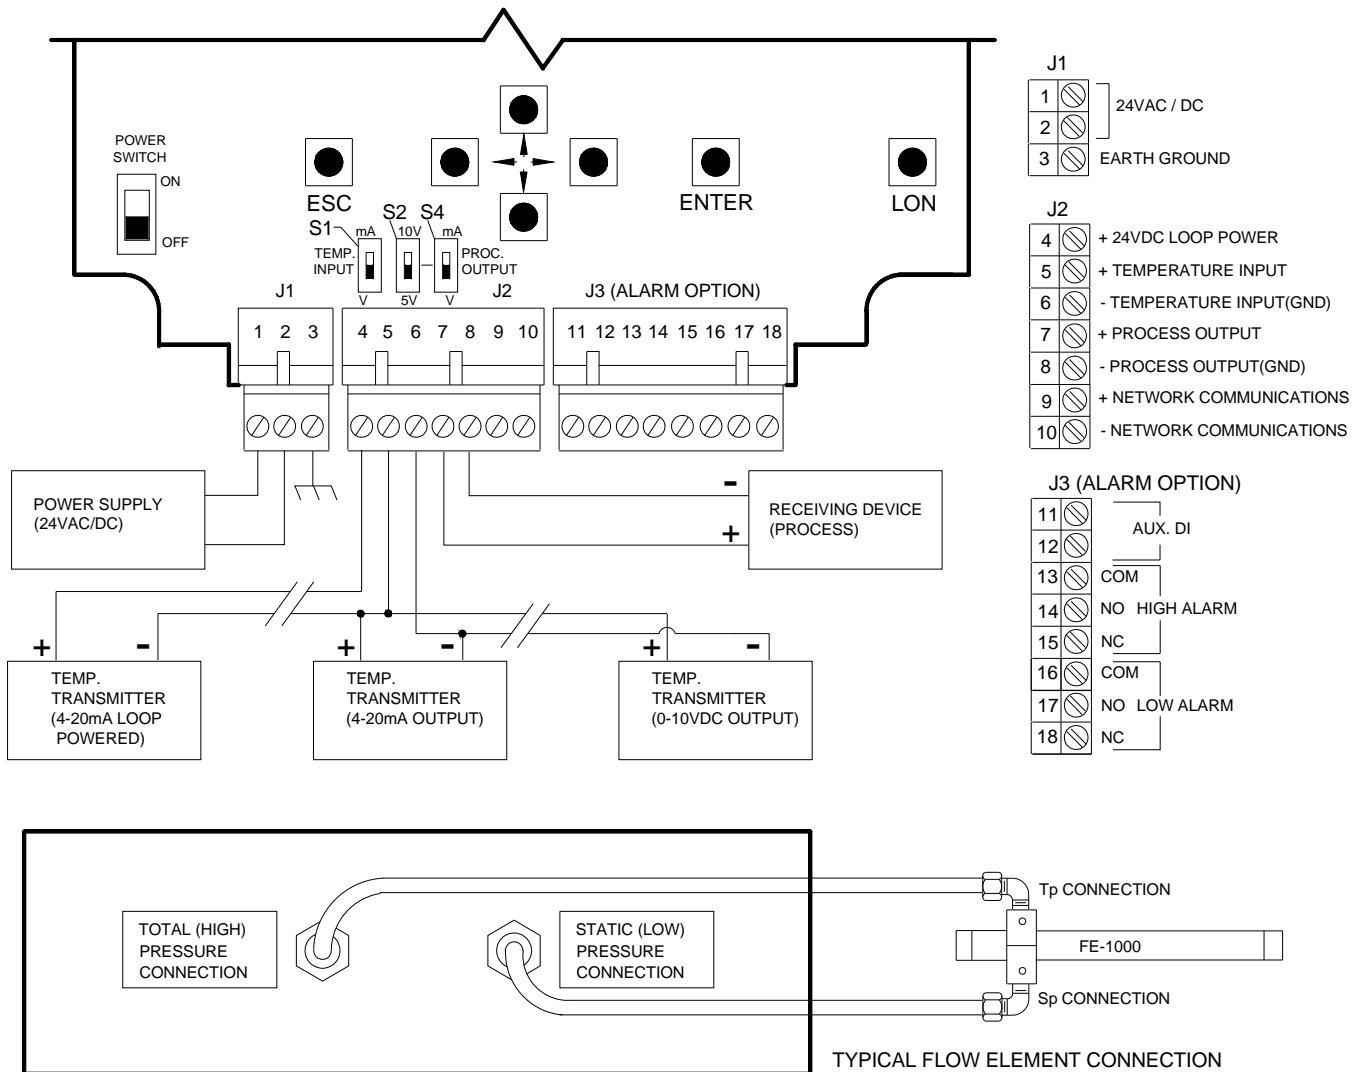 POWER
SWITCH
ON
OFF
ESC
ENTER
LON
S1
S2
S4
mA
10V
mA
TEMP.
INPUT
PROC.
OUTPUT
V
5V
V
J1
J2
J3 (ALARM OPTION)
1 2 3
4 5 6 7 8 9 10
11 12 13 14 15 16 17 18
POWER SUPPLY
(24VAC/DC)
-
+
RECEIVING DEVICE
(PROCESS)
+ -
TEMP.
TRANSMITTER
(4-20mA LOOP
POWERED)
+ -
TEMP.
TRANSMITTER
(4-20mA OUTPUT)
+ -
TEMP.
TRANSMITTER
(0-10VDC OUTPUT)
J1
1
2
24VAC / DC
3 EARTH GROUND
J2
4 + 24VDC LOOP POWER
5 + TEMPERATURE INPUT
6 - TEMPERATURE INPUT(GND)
7 + PROCESS OUTPUT
8 - PROCESS OUTPUT(GND)
9 + NETWORK COMMUNICATIONS
10 - NETWORK COMMUNICATIONS
J3 (ALARM OPTION)
11
12
AUX. DI
13 COM
14 NO HIGH ALARM
15 NC
16 COM
17 NO LOW ALARM
18 NC
TOTAL (HIGH)
PRESSURE
CONNECTION
STATIC (LOW)
PRESSURE
CONNECTION
Tp CONNECTION
FE-1000
Sp CONNECTION
TYPICAL FLOW ELEMENT CONNECTION